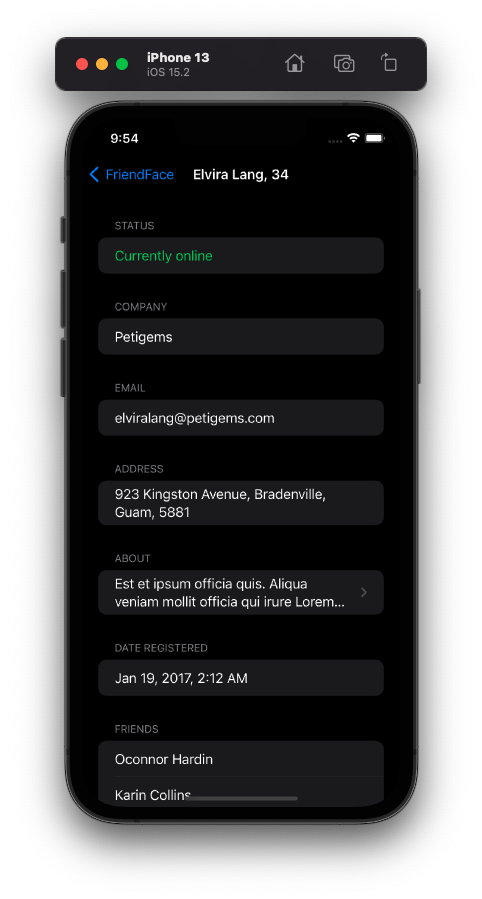 iPhone 13
iOS 15.2
9:54
FriendFace
Elvira Lang, 34
STATUS
Currently online
COMPANY
Petigems
EMAIL
elviralang@petigems.com
ADDRESS
923 Kingston Avenue, Bradenville,
Guam, 5881
ABOUT
Est et ipsum officia quis. Aliqua
veniam mollit officia qui irure Lorem...
DATE REGISTERED
Jan 19, 2017, 2:12 AM
FRIENDS
Oconnor Hardin
Karin Collins